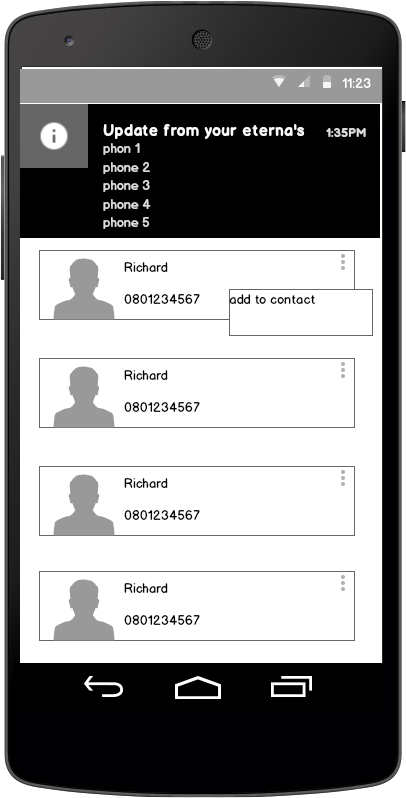 11:23
Update from your eterna's 1:35PM
phon 1
phone 2
phone 3
phone 4
phone 5
Richard
0801234567
add to contact
Richard
0801234567
Richard
0801234567
Richard
0801234567